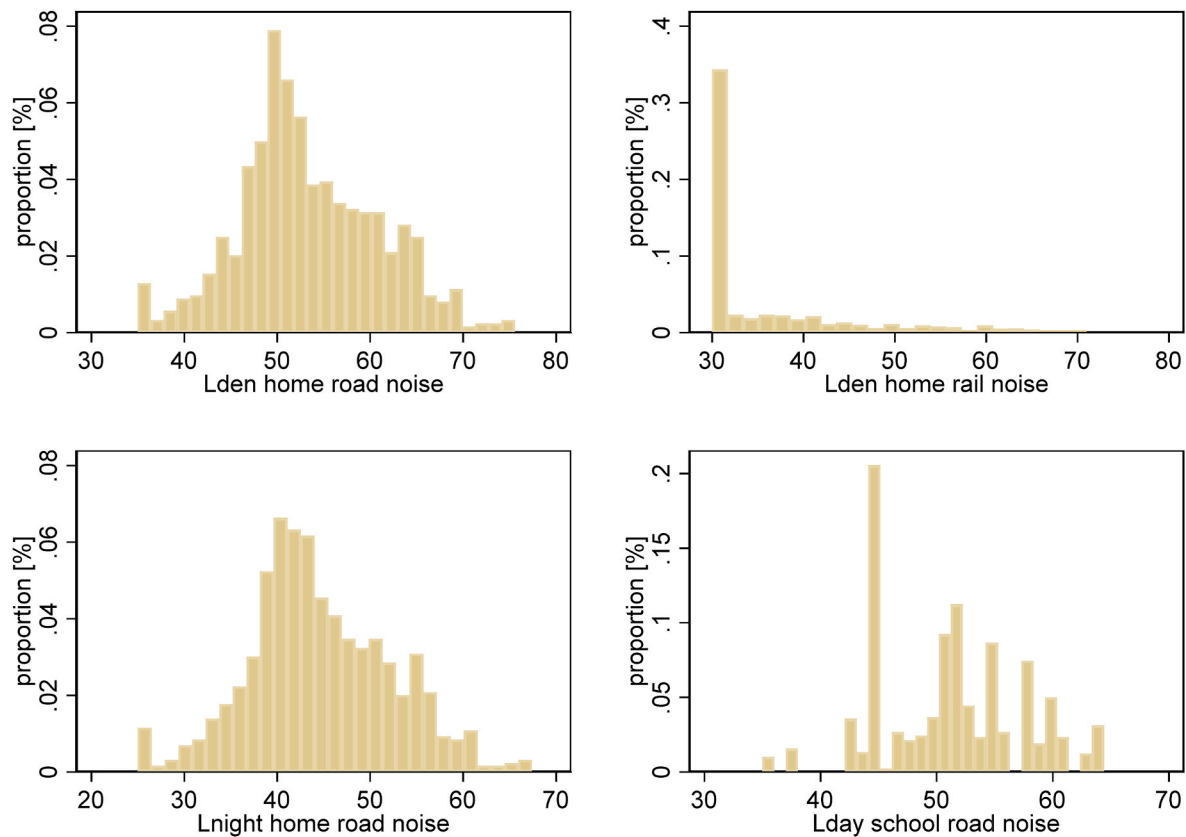 proportion [%]
0 .02 .04 .06 .08
30 40 50 60 70 80
Lden home road noise
proportion [%]
0 .1 .2 .3 .4
30 40 50 60 70 80
Lden home rail noise
proportion [%]
0 .02 .04 .06 .08
20 30 40 50 60 70
Lnight home road noise
proportion [%]
0 .05 .1 .15 .2
30 40 50 60 70
Lday school road noise